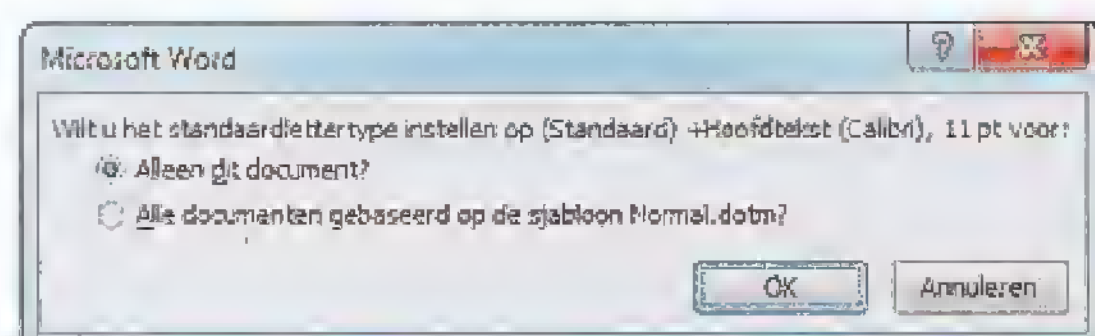 Microsoft Word
Wilt u het standaardlettertype instellen op (Standaard) +Hoofdtekst (Calibri), 11 pt voor:
Alleen dit document?
Alle documenten gebaseerd op de sjabloon Normal.dotm?
OK Annuleren